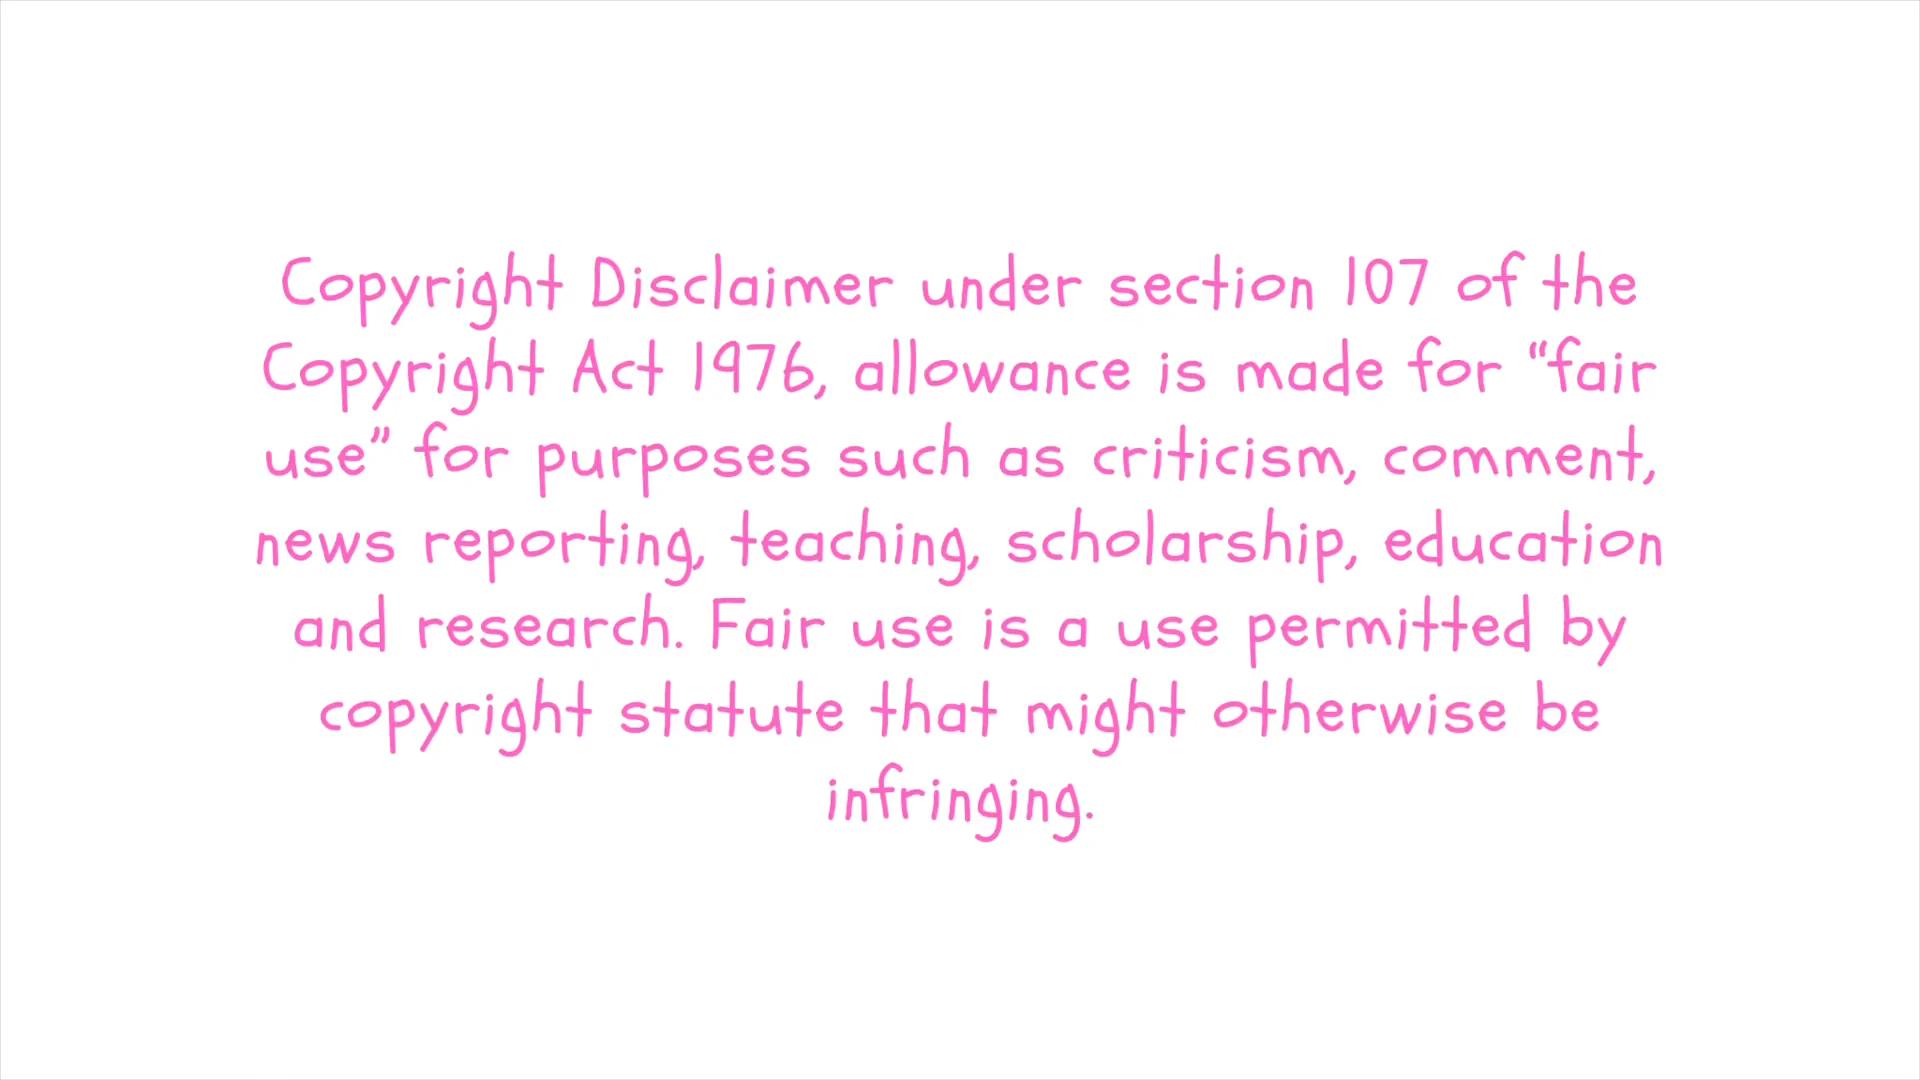 Copyright Disclaimer under section 107 of the
Copyright Act 1976, allowance is made for “fair
use” for purposes such as criticism, comment,
news reporting, teaching, scholarship, education
and research. Fair use is a use permitted by
copyright statute that might otherwise be
infringing.